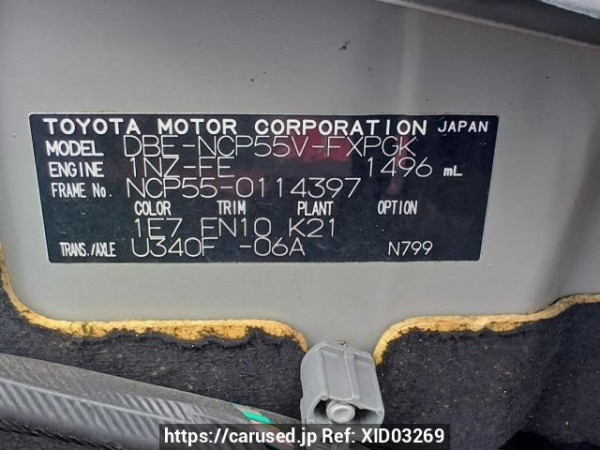 TOYOTA MOTOR CORPORATION JAPAN
MODEL DBE-NCP55V-FXPGK
ENGINE 1NZ-FE 1496 mL
FRAME No. NCP55-0114397
COLOR TRIM PLANT OPTION
1E7 FN10 K21
TRANS./AXLE U340F -06A N799
https://carused.jp Ref: XID03269